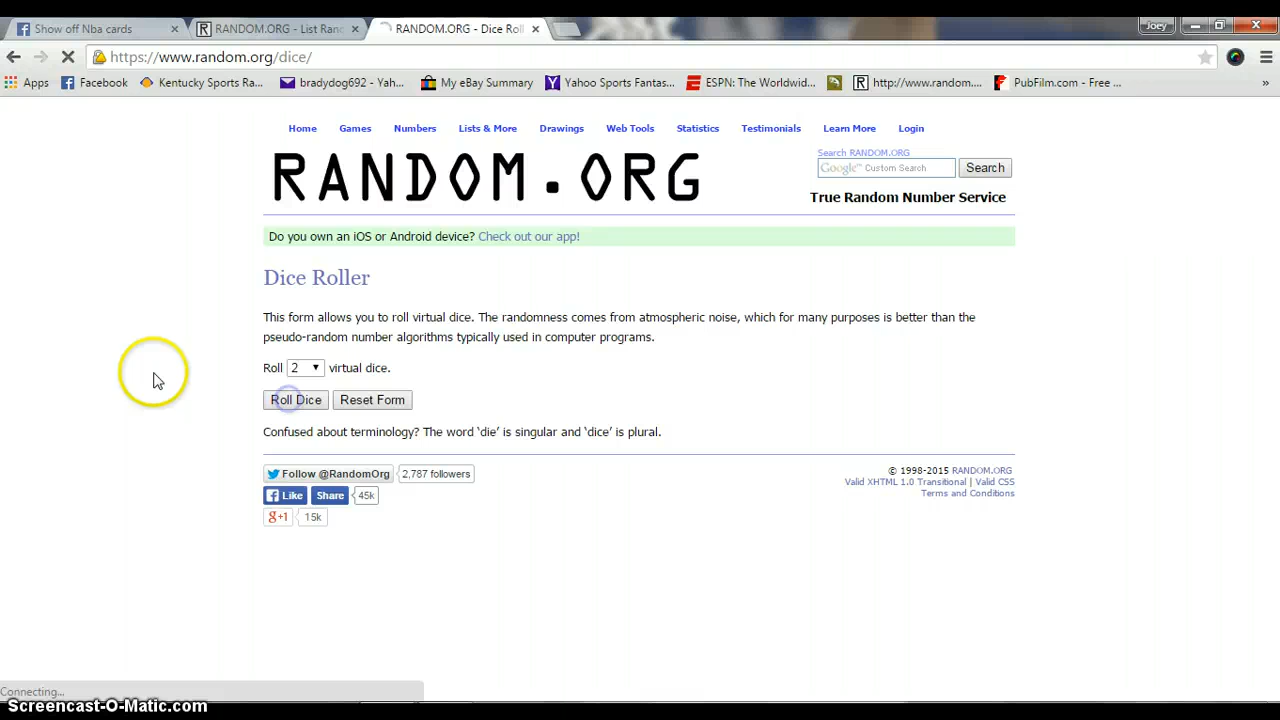 Show off Nba cards
RANDOM.ORG - List Ranc
RANDOM.ORG - Dice Roll
Joey
https://www.random.org/dice/
Apps
Facebook
Kentucky Sports Ra...
bradydog692 - Yah...
My eBay Summary
Yahoo Sports Fantas...
ESPN: The Worldwid...
R http://www.random....
PubFilm.com - Free ...
»
Home Games Numbers Lists & More Drawings Web Tools Statistics Testimonials Learn More Login
RANDOM.ORG
Search RANDOM.ORG
Google™ Custom Search
Search
True Random Number Service
Do you own an iOS or Android device? Check out our app!
Dice Roller
This form allows you to roll virtual dice. The randomness comes from atmospheric noise, which for many purposes is better than the
pseudo-random number algorithms typically used in computer programs.
Roll 2 virtual dice.
Roll Dice Reset Form
Confused about terminology? The word ‘die’ is singular and ‘dice’ is plural.
Follow @RandomOrg 2,787 followers
Like Share 45k
g+1 15k
© 1998-2015 RANDOM.ORG
Valid XHTML 1.0 Transitional | Valid CSS
Terms and Conditions
Connecting...
Screencast-O-Matic.com